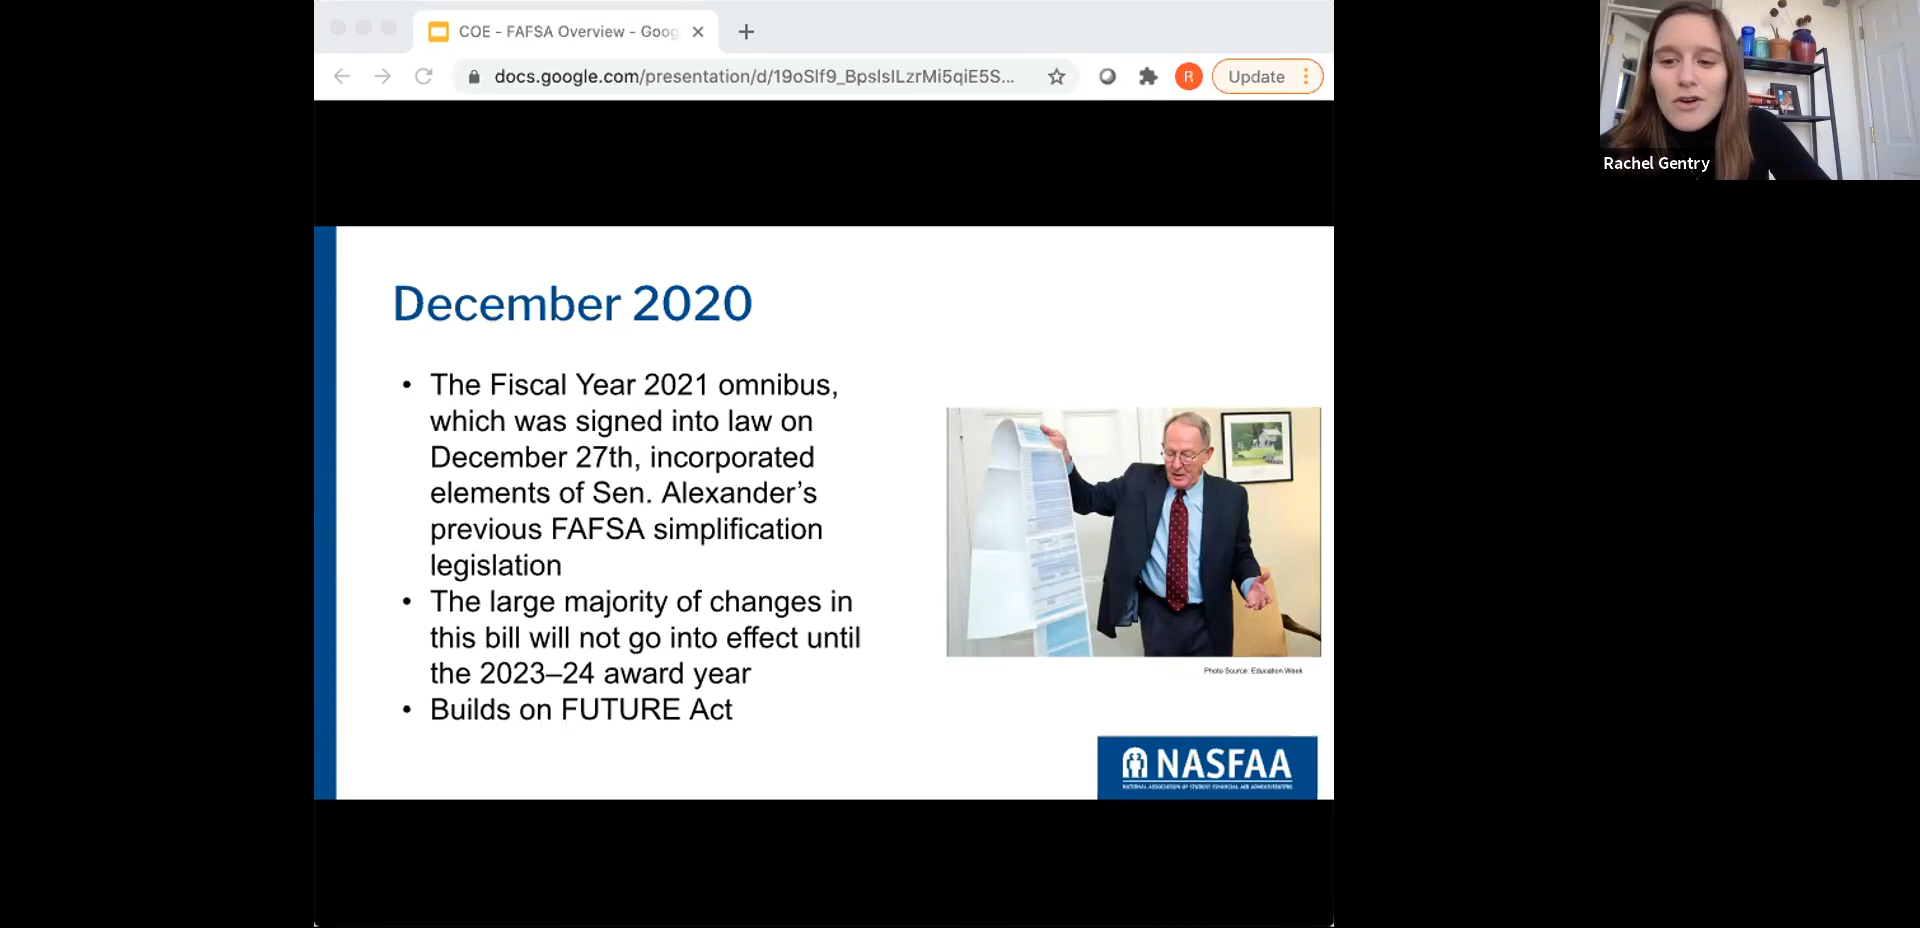 COE - FAFSA Overview - Goog
docs.google.com/presentation/d/19oSlf9_BpslsILzrMi5qiE5S...
R
Update
Rachel Gentry
December 2020
• The Fiscal Year 2021 omnibus,
which was signed into law on
December 27th, incorporated
elements of Sen. Alexander’s
previous FAFSA simplification
legislation
• The large majority of changes in
this bill will not go into effect until
the 2023–24 award year
• Builds on FUTURE Act
Photo Source: Education Week
NASFAA
NATIONAL ASSOCIATION OF STUDENT FINANCIAL AID ADMINISTRATORS